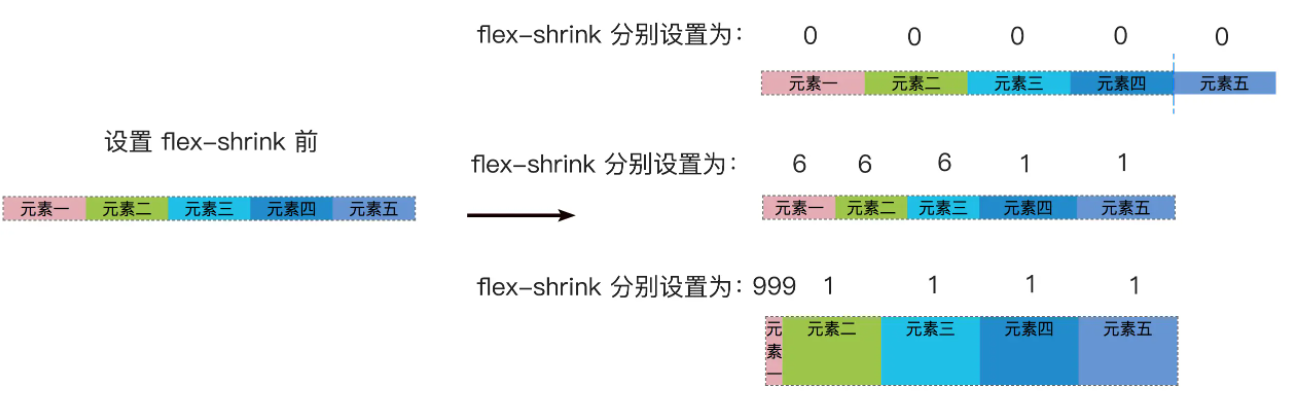 设置 flex-shrink 前
元素一 元素二 元素三 元素四 元素五
flex-shrink 分别设置为： 0 0 0 0 0
元素一 元素二 元素三 元素四 元素五
flex-shrink 分别设置为： 6 6 6 1 1
元素一 元素二 元素三 元素四 元素五
flex-shrink 分别设置为：999 1 1 1 1
元素一 元素二 元素三 元素四 元素五